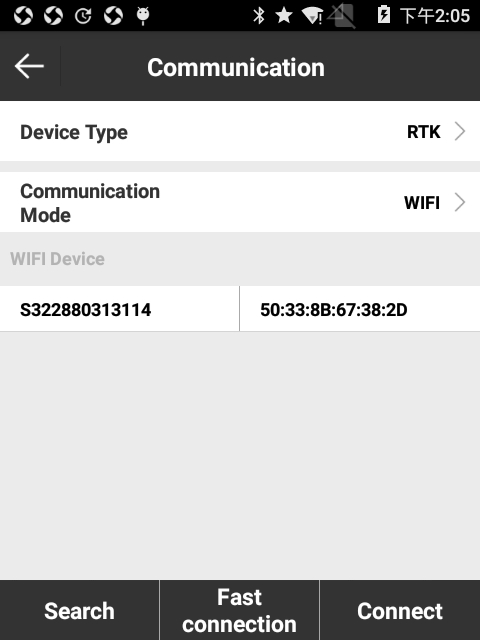 下午2:05
Communication
Device Type
RTK
Communication
Mode
WIFI
WIFI Device
S322880313114
50:33:8B:67:38:2D
Search
Fast
connection
Connect